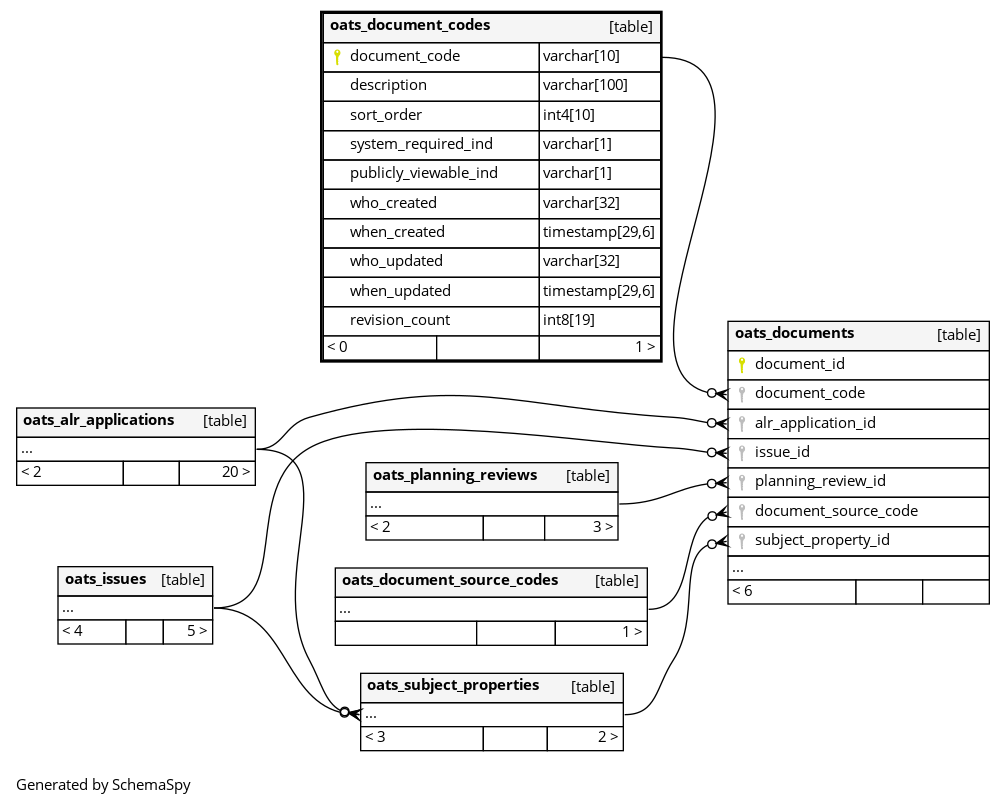 oats_document_codes [table]
document_code varchar[10]
description varchar[100]
sort_order int4[10]
system_required_ind varchar[1]
publicly_viewable_ind varchar[1]
who_created varchar[32]
when_created timestamp[29,6]
who_updated varchar[32]
when_updated timestamp[29,6]
revision_count int8[19]
< 0 1 >
oats_documents [table]
document_id
document_code
alr_application_id
issue_id
planning_review_id
document_source_code
subject_property_id
...
< 6
oats_alr_applications [table]
...
< 2 20 >
oats_planning_reviews [table]
...
< 2 3 >
oats_issues [table]
...
< 4 5 >
oats_document_source_codes [table]
...
1 >
oats_subject_properties [table]
...
< 3 2 >
Generated by SchemaSpy